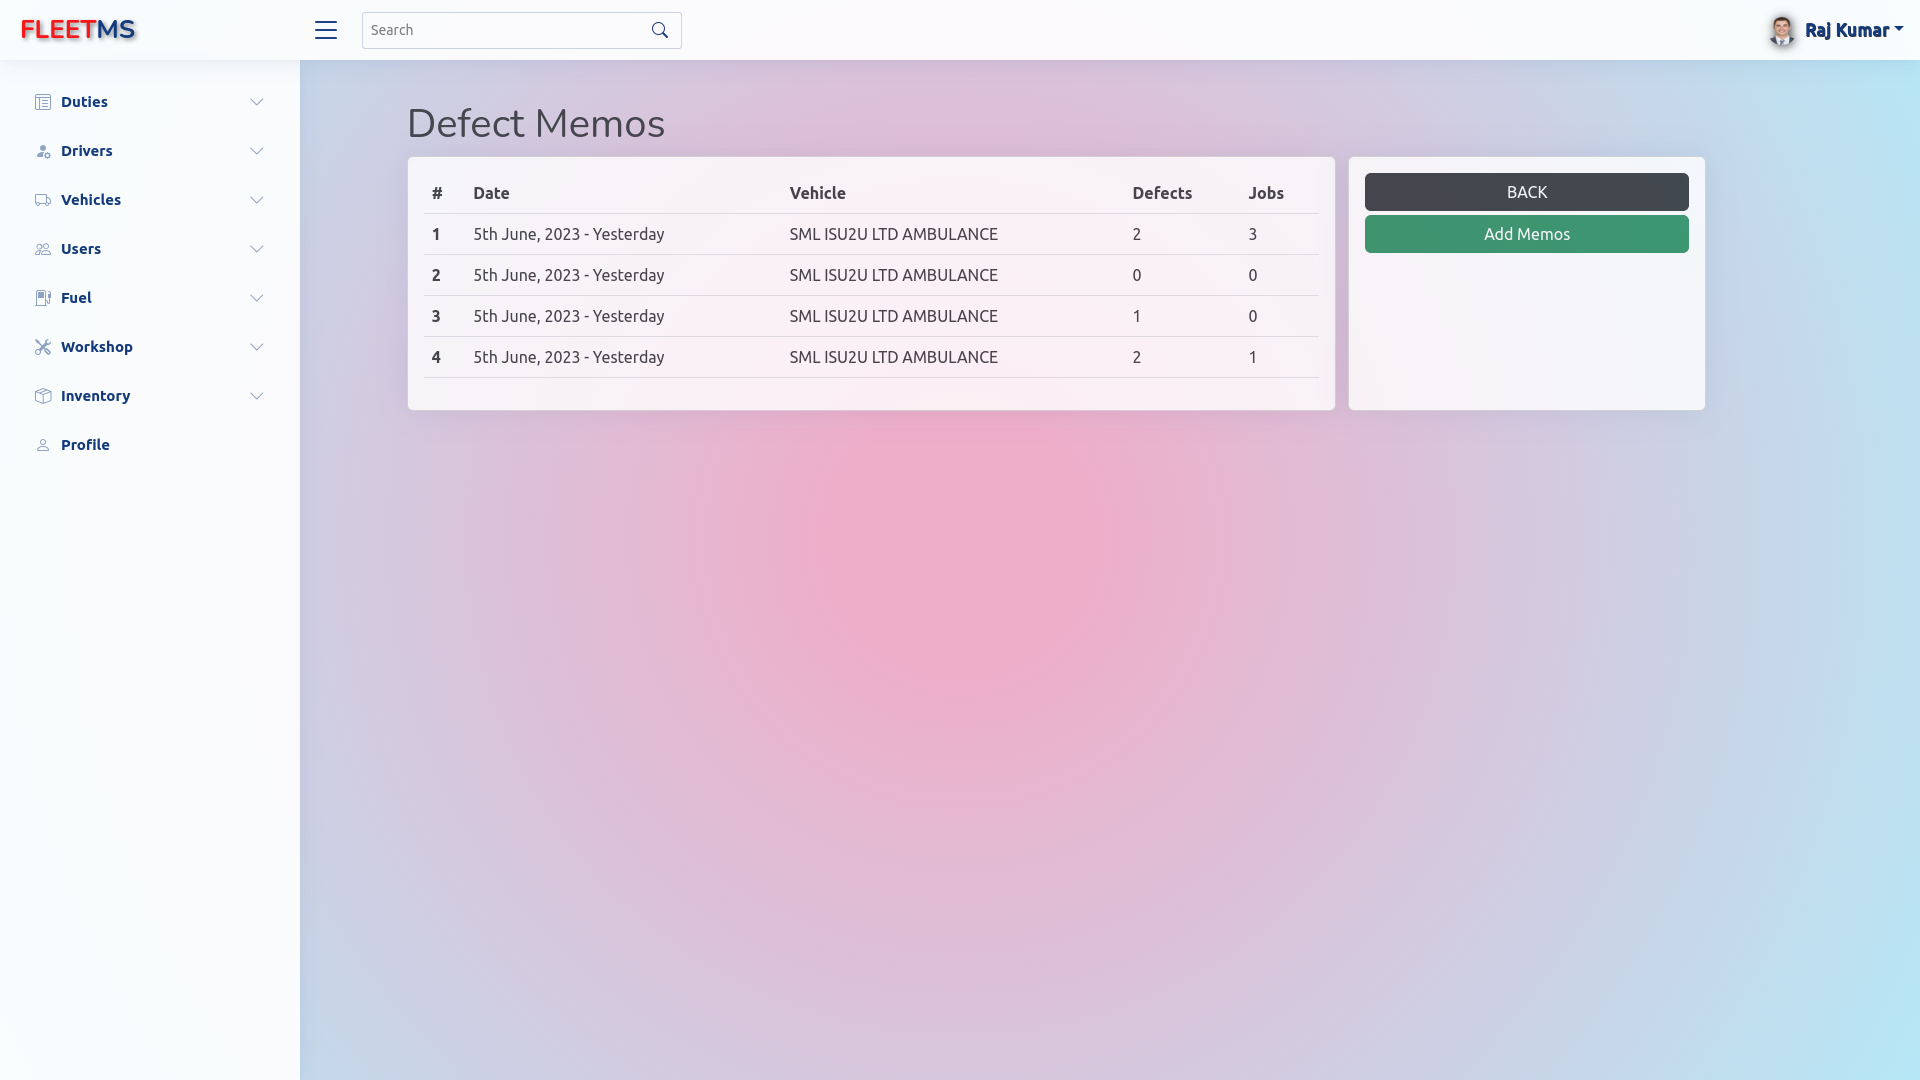 FLEETMS
Search
Raj Kumar
Duties
Drivers
Vehicles
Users
Fuel
Workshop
Inventory
Profile
Defect Memos
# Date Vehicle Defects Jobs
1 5th June, 2023 - Yesterday SML ISU2U LTD AMBULANCE 2 3
2 5th June, 2023 - Yesterday SML ISU2U LTD AMBULANCE 0 0
3 5th June, 2023 - Yesterday SML ISU2U LTD AMBULANCE 1 0
4 5th June, 2023 - Yesterday SML ISU2U LTD AMBULANCE 2 1
BACK
Add Memos